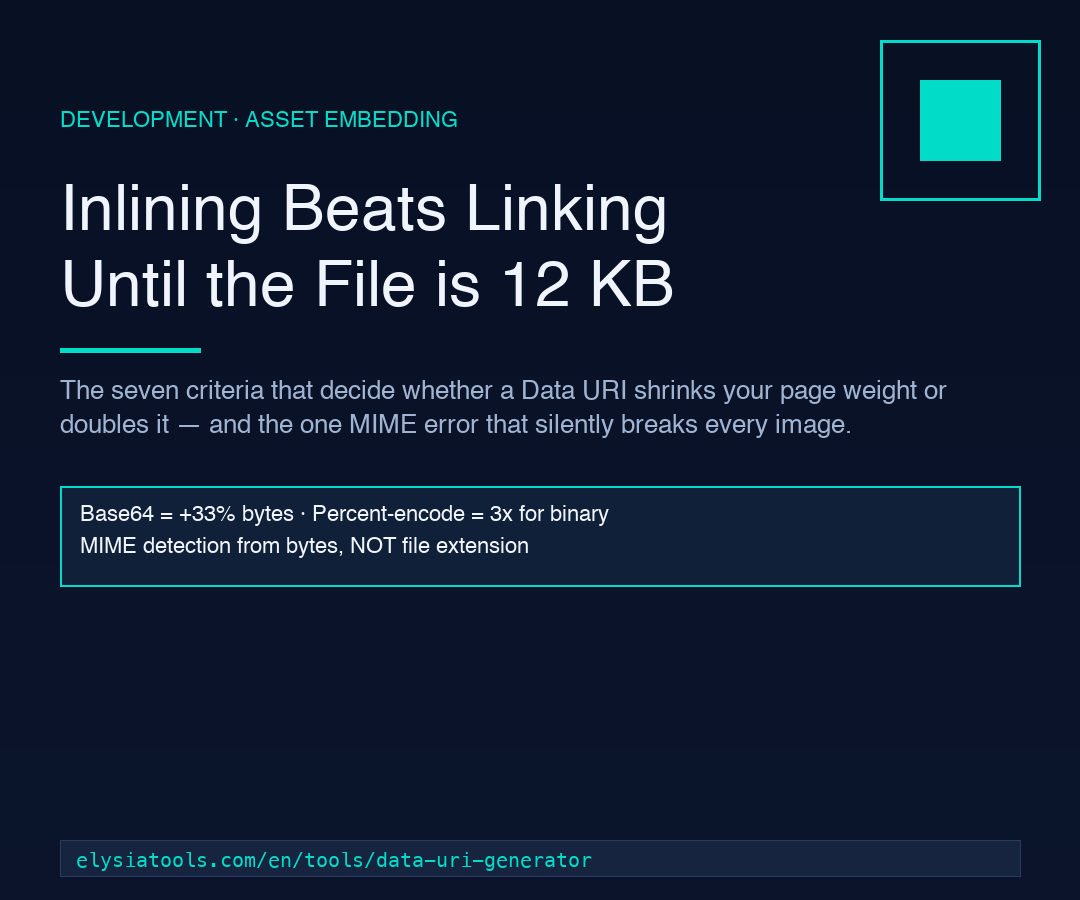 DEVELOPMENT · ASSET EMBEDDING
Inlining Beats Linking
Until the File is 12 KB
The seven criteria that decide whether a Data URI shrinks your page weight or
doubles it — and the one MIME error that silently breaks every image.
Base64 = +33% bytes · Percent-encode = 3x for binary
MIME detection from bytes, NOT file extension
elysiatools.com/en/tools/data-uri-generator